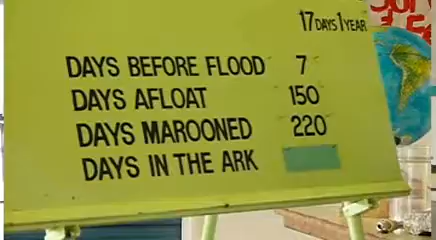 17 DAYS 1 YEAR
DAYS BEFORE FLOOD 7
DAYS AFLOAT 150
DAYS MAROONED 220
DAYS IN THE ARK